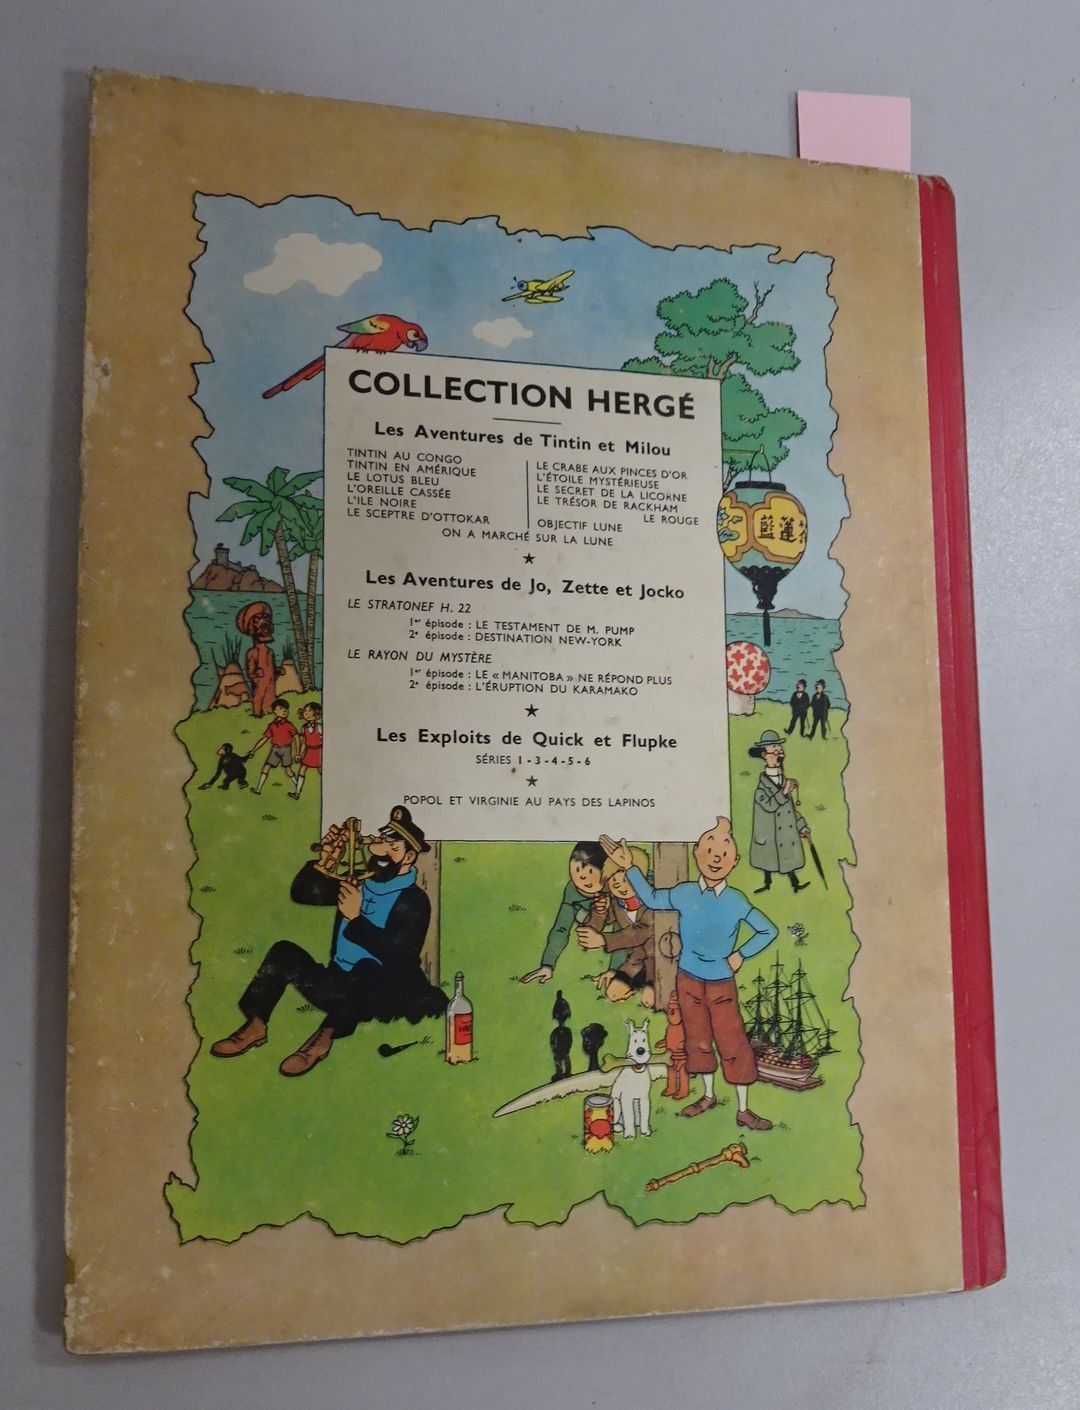 COLLECTION HERGÉ
Les Aventures de Tintin et Milou
TINTIN AU CONGO
TINTIN EN AMÉRIQUE
LE LOTUS BLEU
L'OREILLE CASSÉE
L'ILE NOIRE
LE SCEPTRE D'OTTOKAR
LE CRABE AUX PINCES D'OR
L'ÉTOILE MYSTÉRIEUSE
LE SECRET DE LA LICORNE
LE TRÉSOR DE RACKHAM
LE ROUGE
OBJECTIF LUNE
ON A MARCHÉ SUR LA LUNE
Les Aventures de Jo, Zette et Jocko
LE STRATONEF H. 22
1er épisode : LE TESTAMENT DE M. PUMP
2e épisode : DESTINATION NEW-YORK
LE RAYON DU MYSTÈRE
1er épisode : LE « MANITOBA » NE RÉPOND PLUS
2e épisode : L'ÉRUPTION DU KARAMAKO
Les Exploits de Quick et Flupke
SÉRIES 1 - 3 - 4 - 5 - 6
POPOL ET VIRGINIE AU PAYS DES LAPINOS
藍蓮